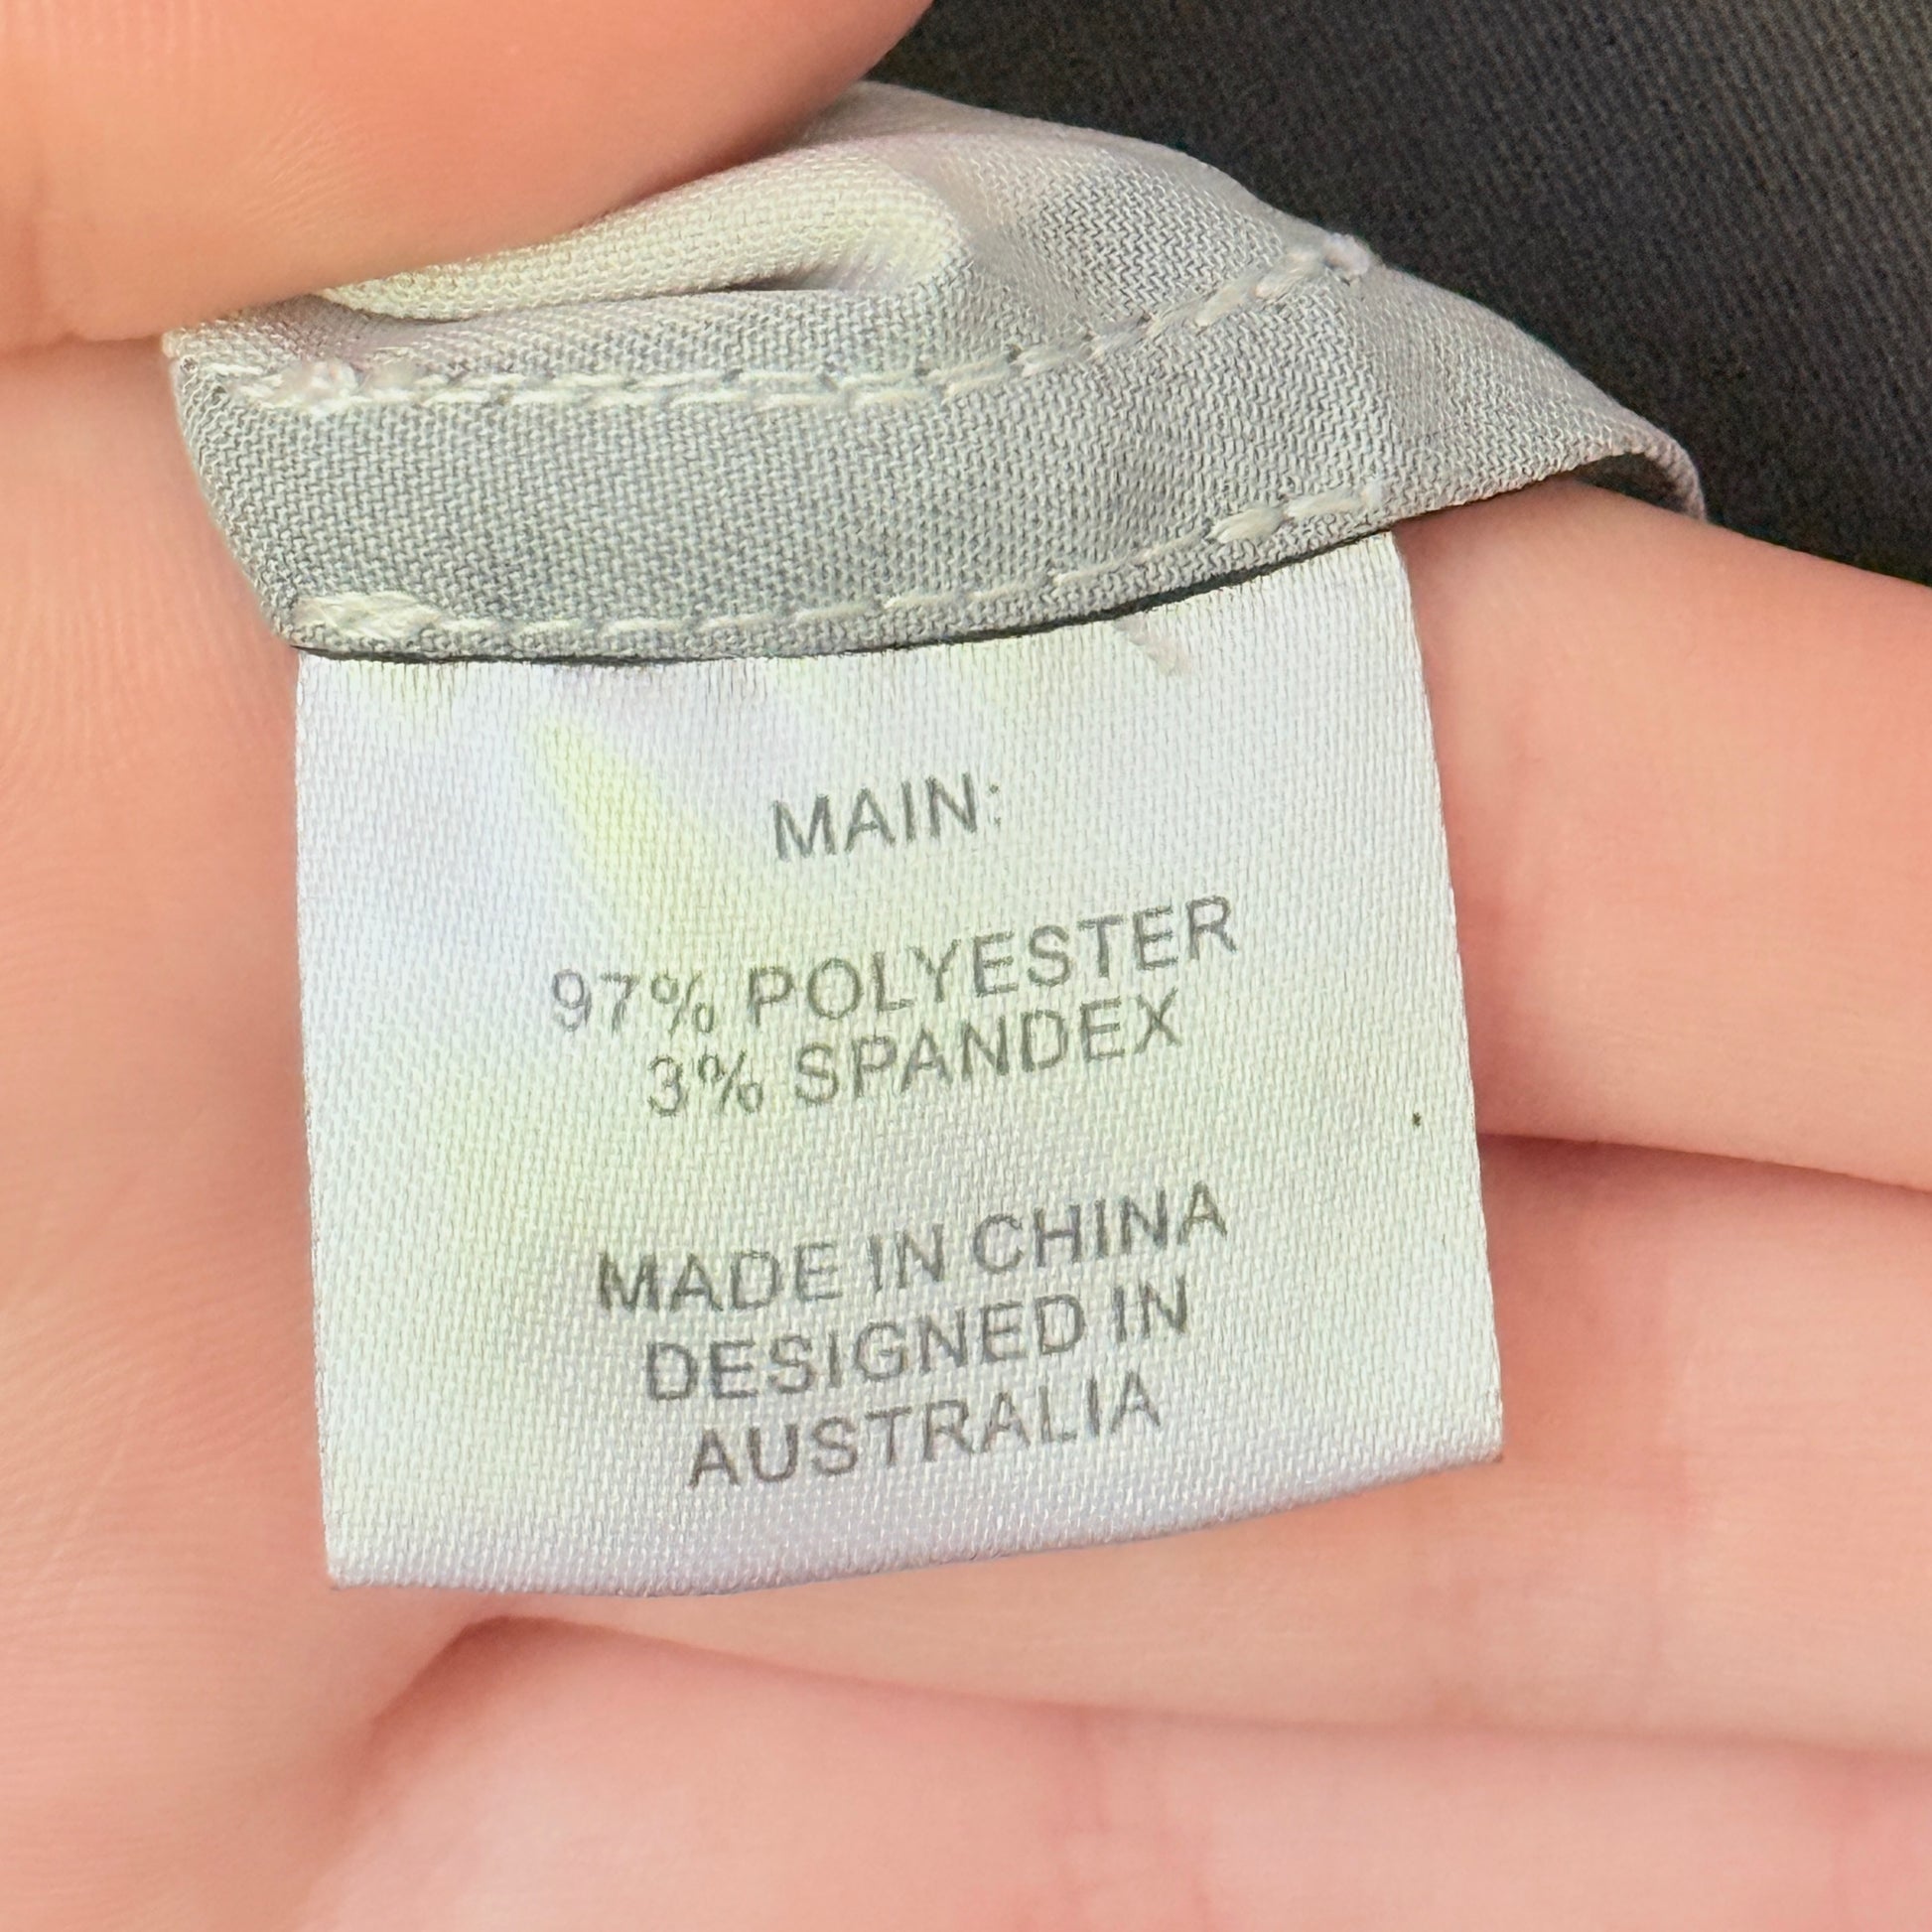 MAIN:
97% POLYESTER
3% SPANDEX
MADE IN CHINA
DESIGNED IN
AUSTRALIA